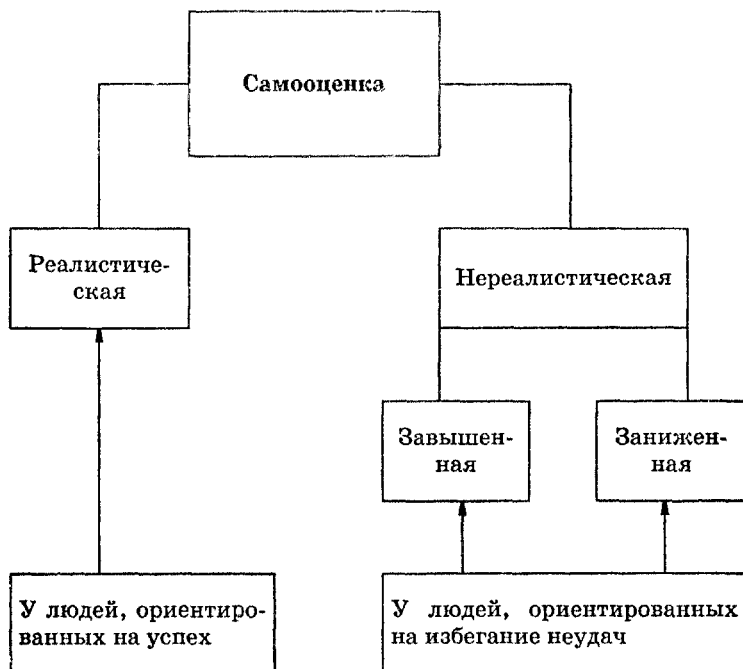 Самооценка
Реалистиче-
ская
Нереалистическая
Завышен-
ная
Занижен-
ная
У людей, ориентиро-
ванных на успех
У людей, ориентированных
на избегание неудач